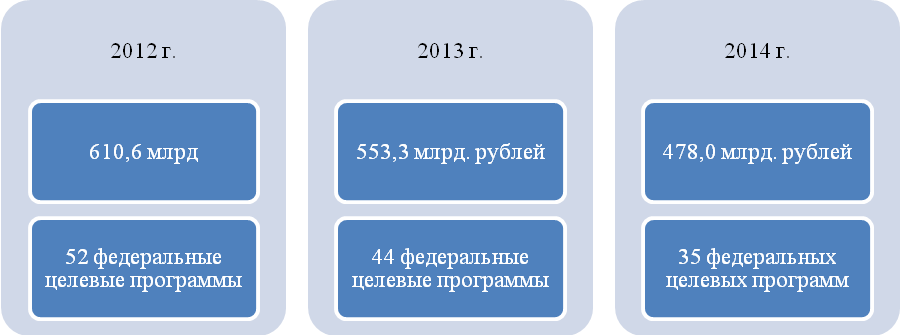 2012 г.
610,6 млрд
52 федеральные
целевые программы
2013 г.
553,3 млрд. рублей
44 федеральные
целевые программы
2014 г.
478,0 млрд. рублей
35 федеральных
целевых программ